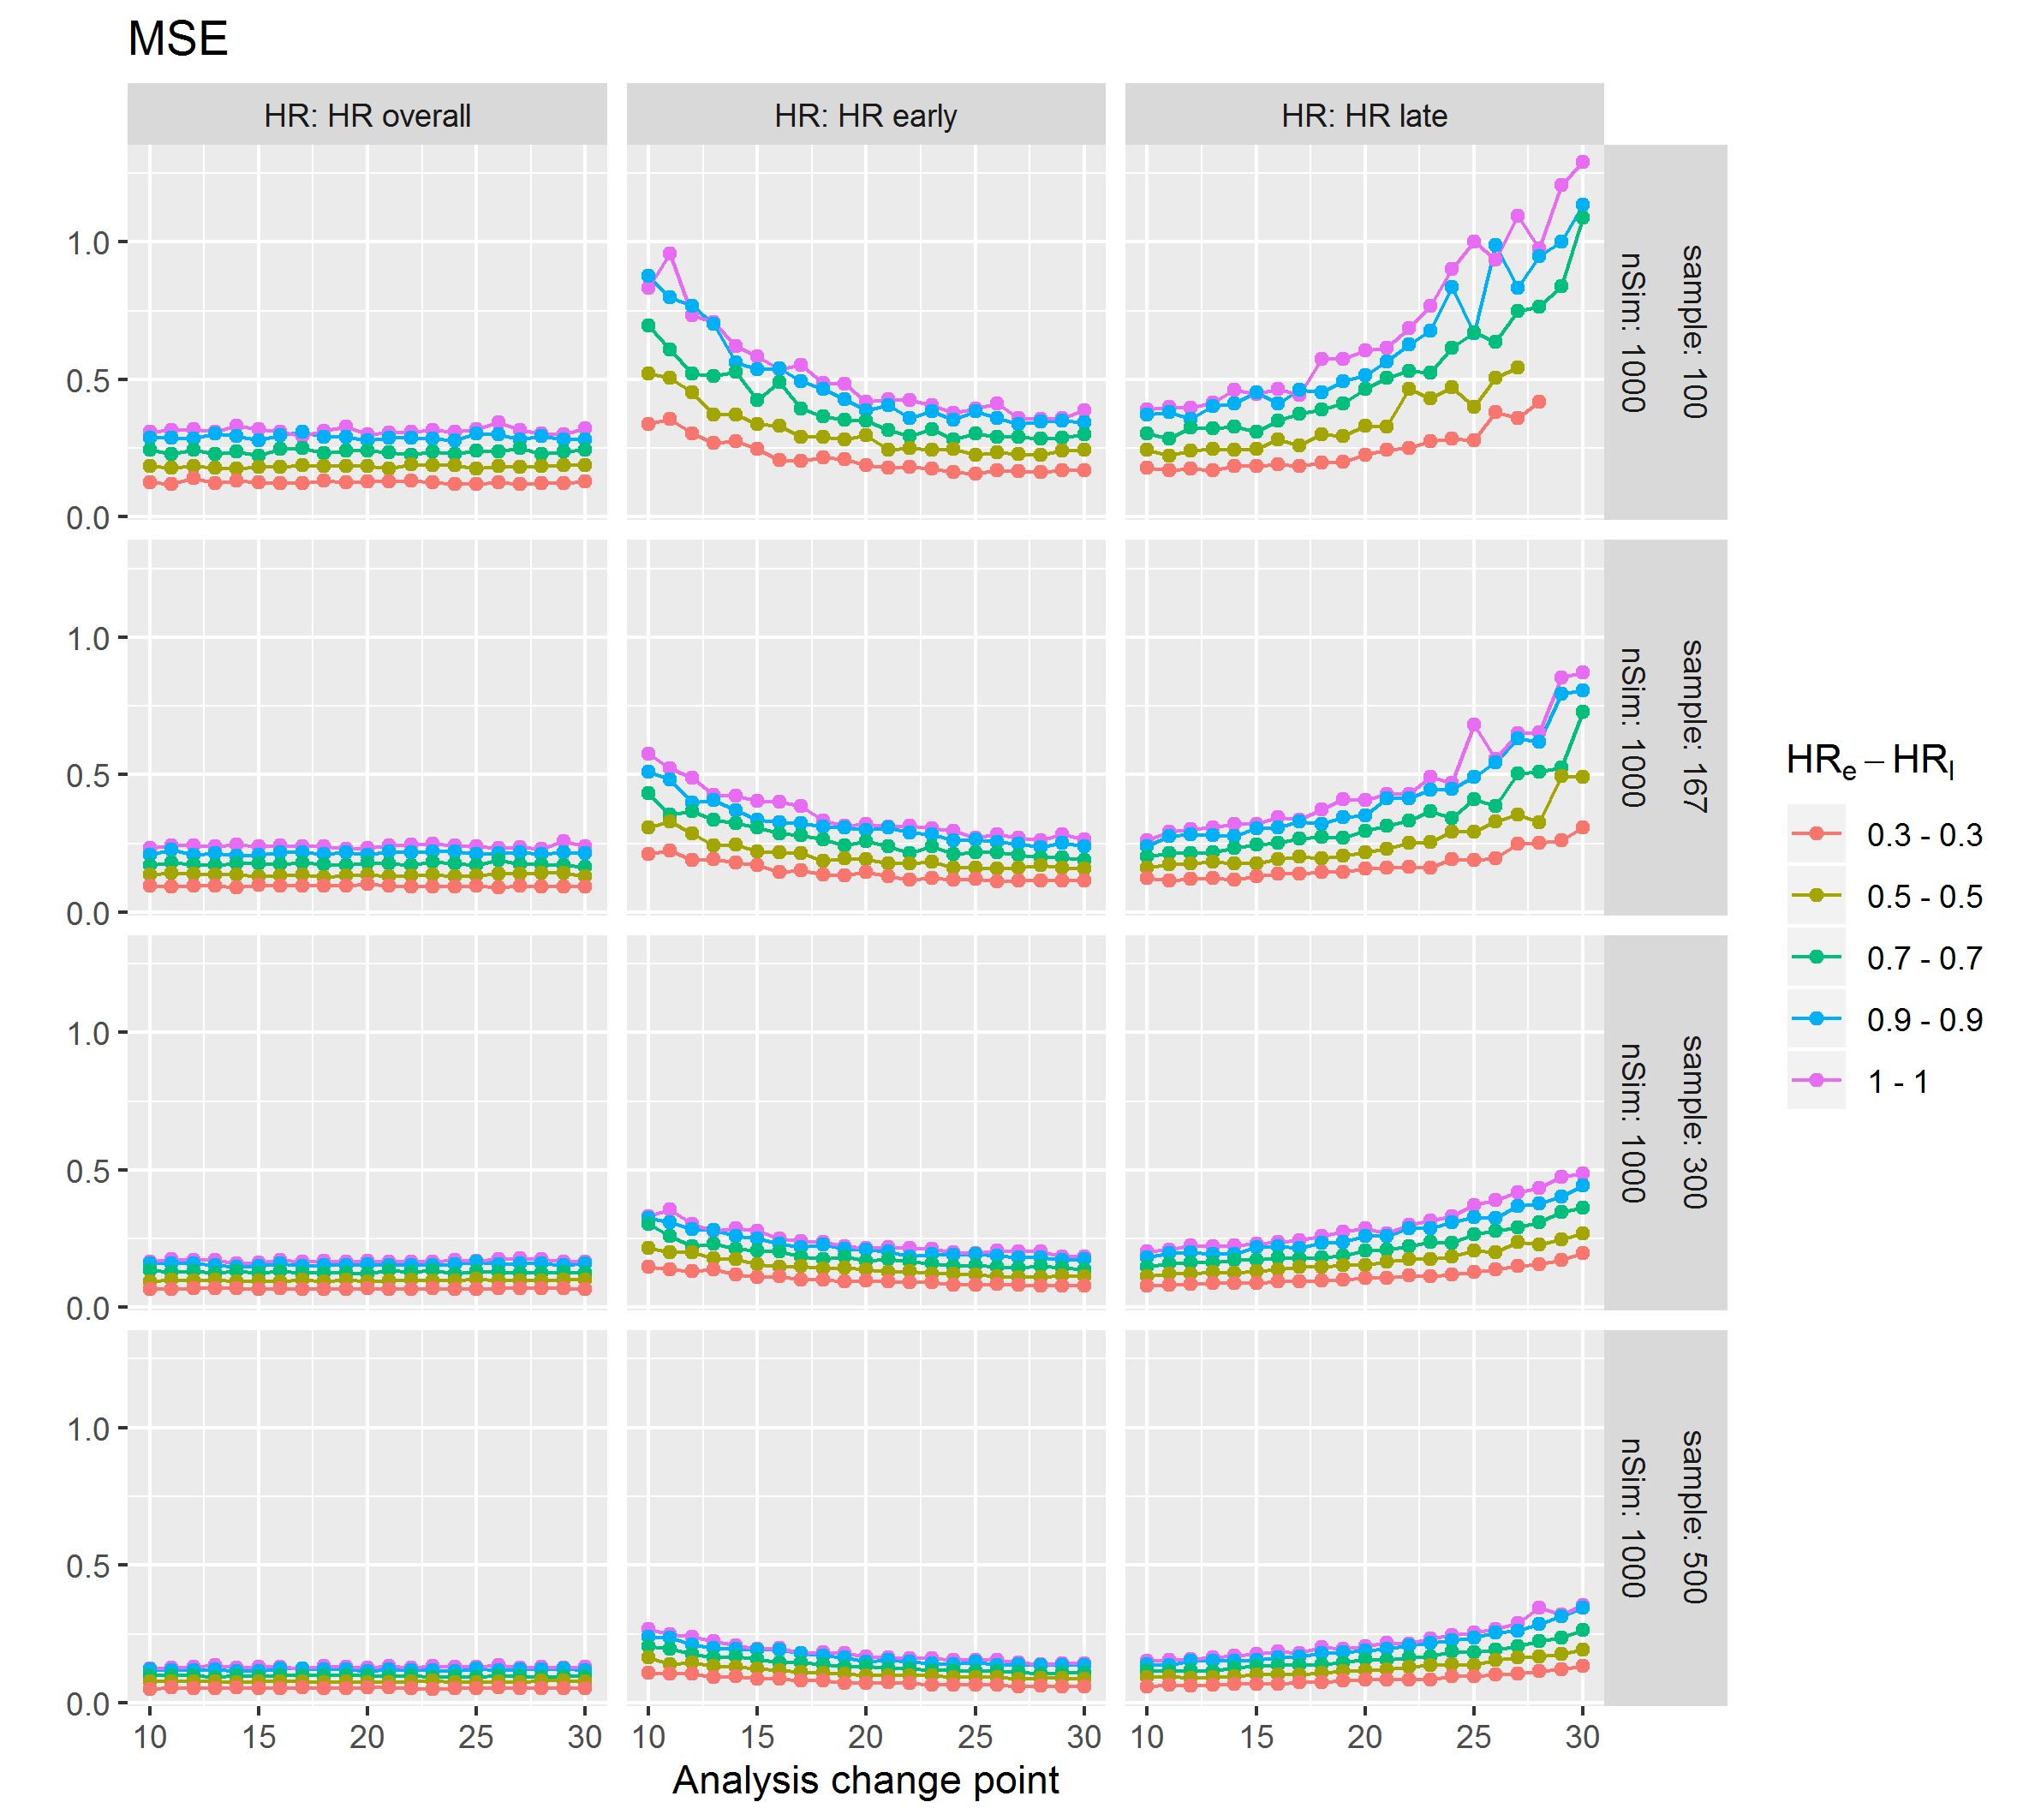 MSE
HR: HR overall
HR: HR early
HR: HR late
1.0
0.5
0.0
sample: 100
nSim: 1000
1.0
0.5
0.0
sample: 167
nSim: 1000
1.0
0.5
0.0
sample: 300
nSim: 1000
1.0
0.5
0.0
sample: 500
nSim: 1000
10 15 20 25 30
10 15 20 25 30
10 15 20 25 30
Analysis change point
HRe – HRl
0.3 - 0.3
0.5 - 0.5
0.7 - 0.7
0.9 - 0.9
1 - 1